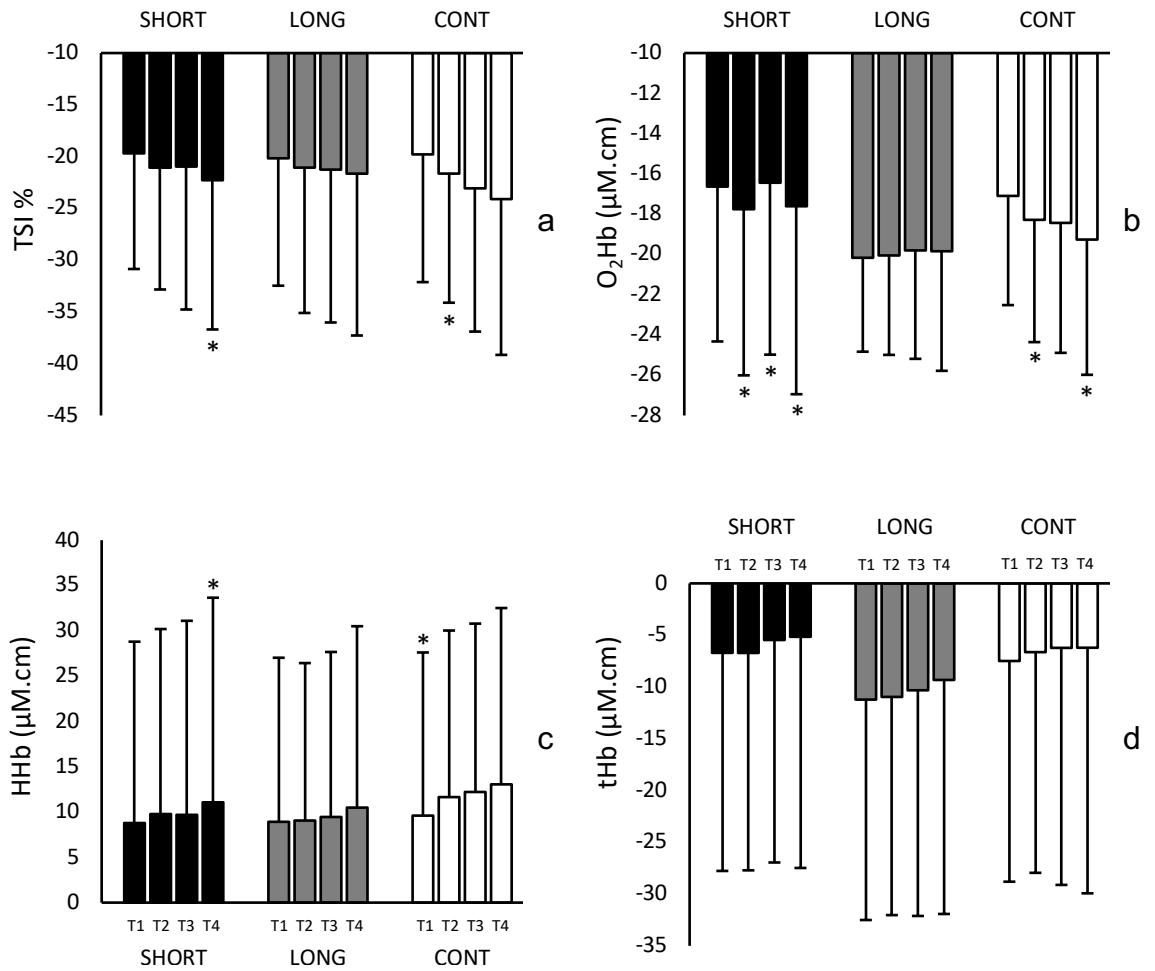 SHORT LONG CONT
-10
-15
-20
-25
-30
-35
-40
-45
TSI %
*
*
a
-10
-12
-14
-16
-18
-20
-22
-24
-26
-28
O₂Hb (µM.cm)
* * *
* *
b
40
35
30
25
20
15
10
5
0
HHb (µM.cm)
*
*
c
T1 T2 T3 T4 T1 T2 T3 T4 T1 T2 T3 T4
SHORT LONG CONT
SHORT LONG CONT
T1 T2 T3 T4 T1 T2 T3 T4 T1 T2 T3 T4
0
-5
-10
-15
-20
-25
-30
-35
tHb (µM.cm)
d